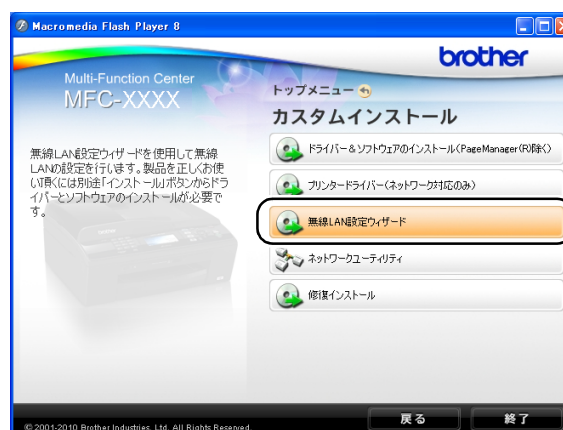 Macromedia Flash Player 8
brother
Multi-Function Center
MFC-XXXX
トップメニュー
カスタムインストール
無線LAN設定ウィザードを使用して無線
LANの設定を行います。製品を正しくお使
い頂くには別途「インストール」ボタンからドラ
イバーとソフトウェアのインストールが必要で
す。
ドライバー&ソフトウェアのインストール(PageManager(R)除く)
プリンタードライバー(ネットワーク対応のみ)
無線LAN設定ウィザード
ネットワークユーティリティ
修復インストール
戻る
終了
© 2001-2010 Brother Industries, Ltd. All Rights Reserved.